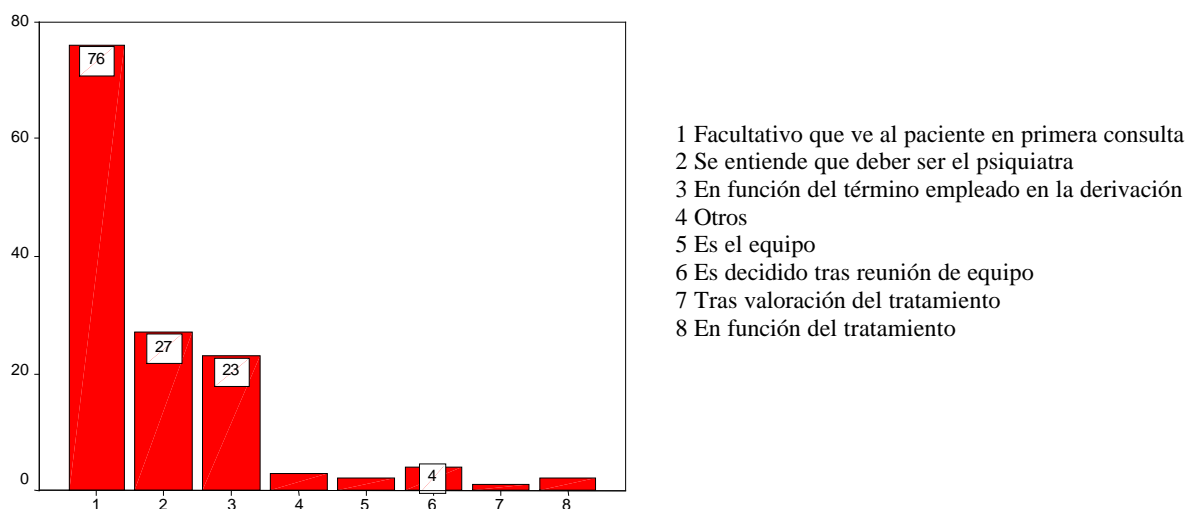 80
76
60
40
27
23
20
4
0
1 2 3 4 5 6 7 8
1 Facultativo que ve al paciente en primera consulta
2 Se entiende que deber ser el psiquiatra
3 En función del término empleado en la derivación
4 Otros
5 Es el equipo
6 Es decidido tras reunión de equipo
7 Tras valoración del tratamiento
8 En función del tratamiento